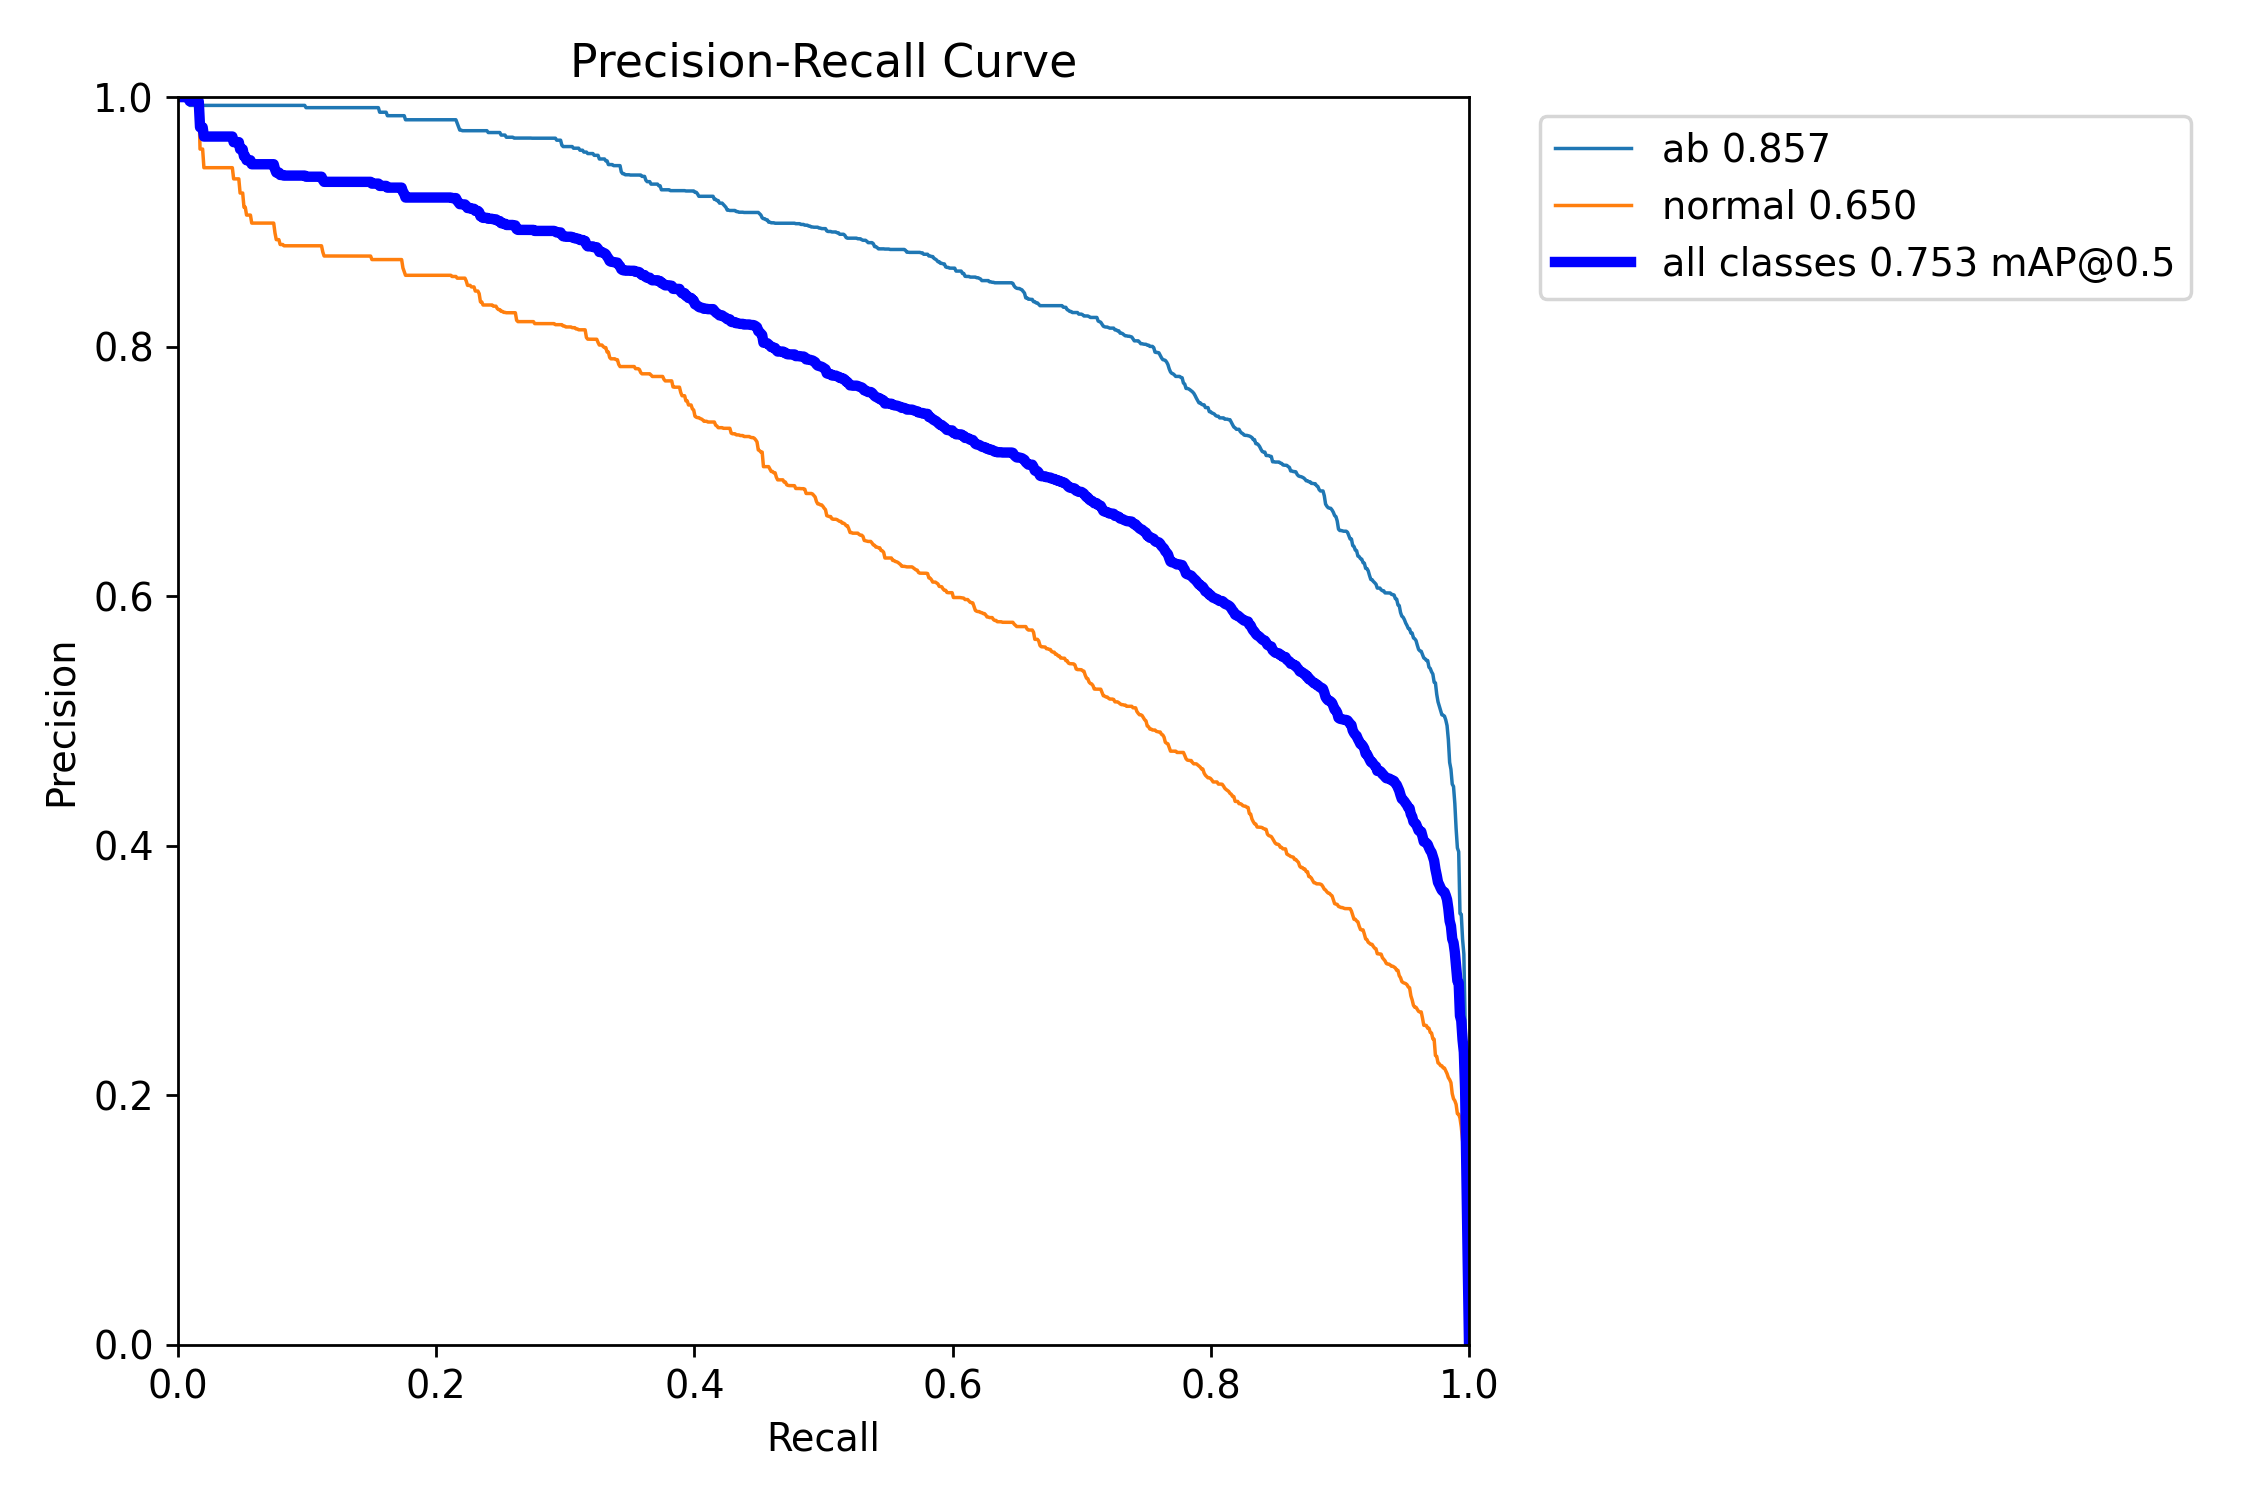 Precision-Recall Curve
ab 0.857
normal 0.650
all classes 0.753 mAP@0.5
1.0
0.8
0.6
0.4
0.2
0.0
Precision
0.0 0.2 0.4 0.6 0.8 1.0
Recall